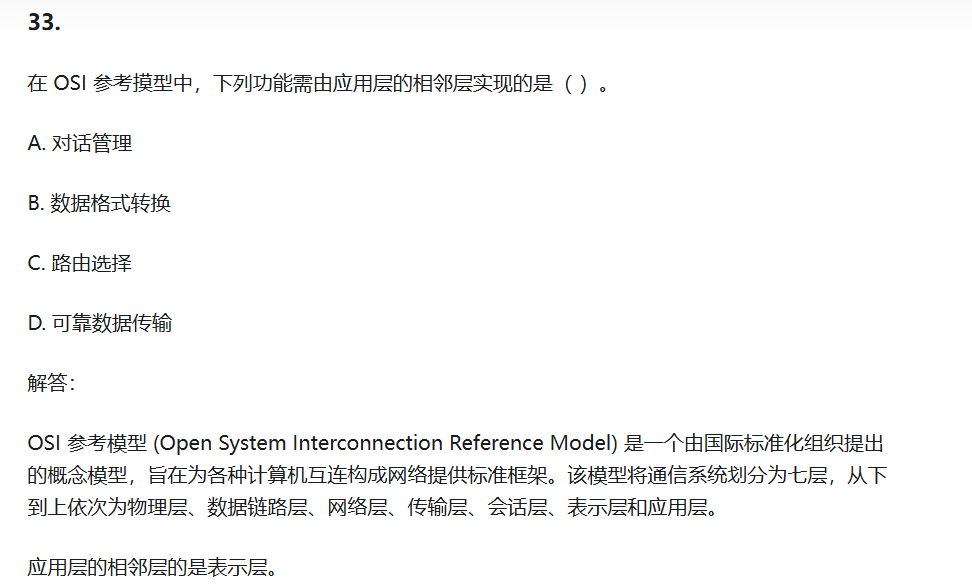 33.
在 OSI 参考摸型中，下列功能需由应用层的相邻层实现的是（ ）。
A. 对话管理
B. 数据格式转换
C. 路由选择
D. 可靠数据传输
解答：
OSI 参考模型 (Open System Interconnection Reference Model) 是一个由国际标准化组织提出
的概念模型，旨在为各种计算机互连构成网络提供标准框架。该模型将通信系统划分为七层，从下
到上依次为物理层、数据链路层、网络层、传输层、会话层、表示层和应用层。
应用层的相邻层的是表示层。